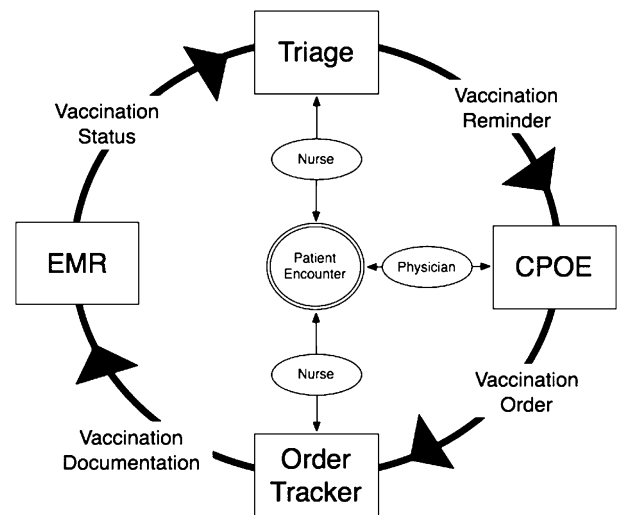 Triage
Vaccination
Status
Vaccination
Reminder
Nurse
EMR
Patient
Encounter
Physician
CPOE
Nurse
Vaccination
Order
Vaccination
Documentation
Order
Tracker